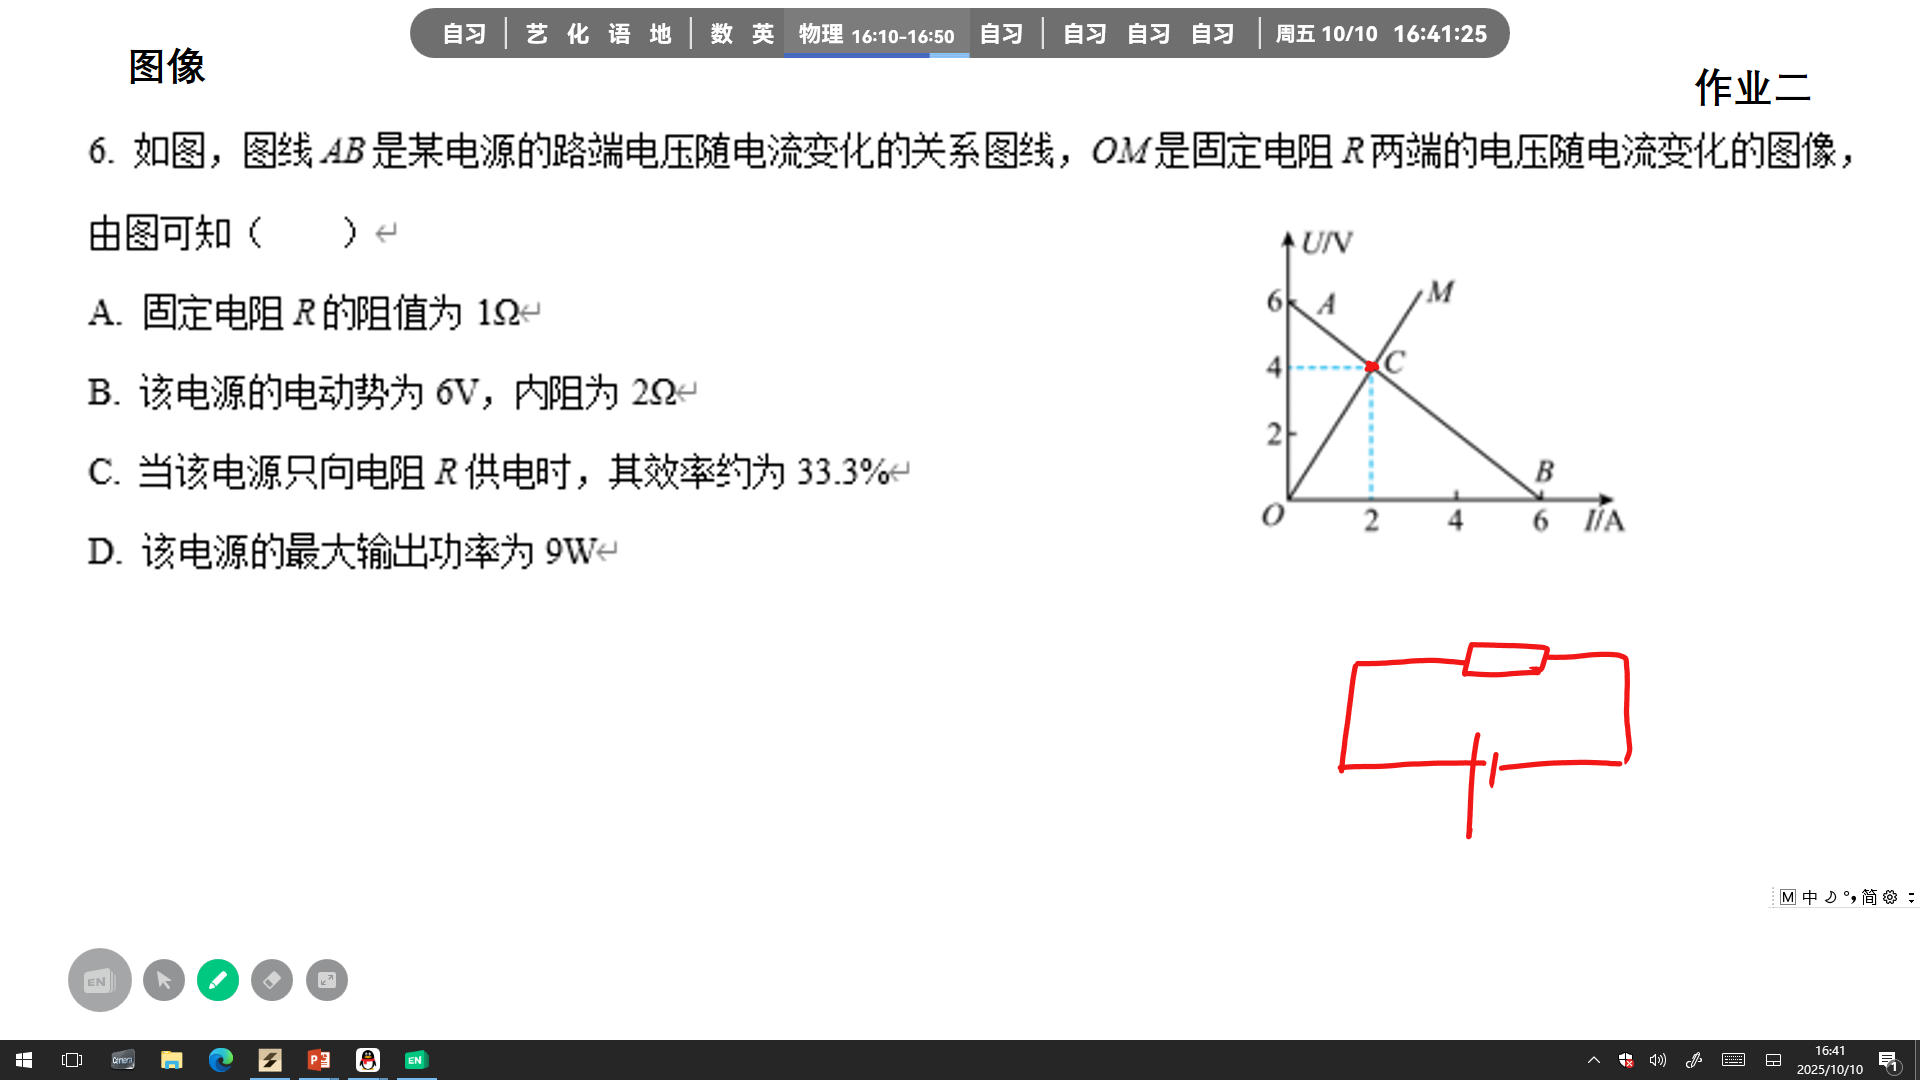 自习 | 艺 化 语 地 | 数 英 物理 16:10-16:50 自习 | 自习 自习 自习 | 周五 10/10 16:41:25
图像
作业二
6. 如图，图线 AB 是某电源的路端电压随电流变化的关系图线，OM 是固定电阻 R 两端的电压随电流变化的图像，
由图可知（ ）↵
A. 固定电阻 R 的阻值为 1Ω↵
B. 该电源的电动势为 6V，内阻为 2Ω↵
C. 当该电源只向电阻 R 供电时，其效率约为 33.3%↵
D. 该电源的最大输出功率为 9W↵
U/V
6 A M
4 C
2 B
O 2 4 6 I/A
M 中 °, 简
EN
Camera P EN
16:41
2025/10/10
1